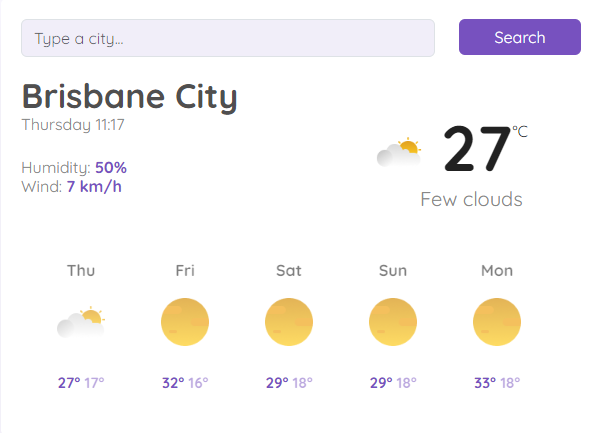 Type a city...
Search
Brisbane City
Thursday 11:17
Humidity: 50%
Wind: 7 km/h
27°C
Few clouds
Thu Fri Sat Sun Mon
27° 17° 32° 16° 29° 18° 29° 18° 33° 18°